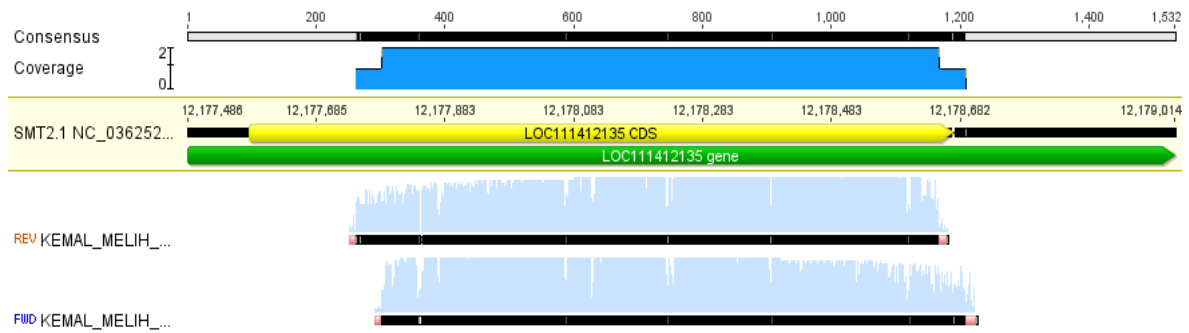 1 200 400 600 800 1,000 1,200 1,400 1,532
Consensus
2
Coverage
0
12,177,486 12,177,685 12,177,883 12,178,083 12,178,283 12,178,483 12,178,682 12,179,014
SMT2.1 NC_036252... LOC111412135 CDS
LOC111412135 gene
REV KEMAL_MELIH_...
FWD KEMAL_MELIH_...